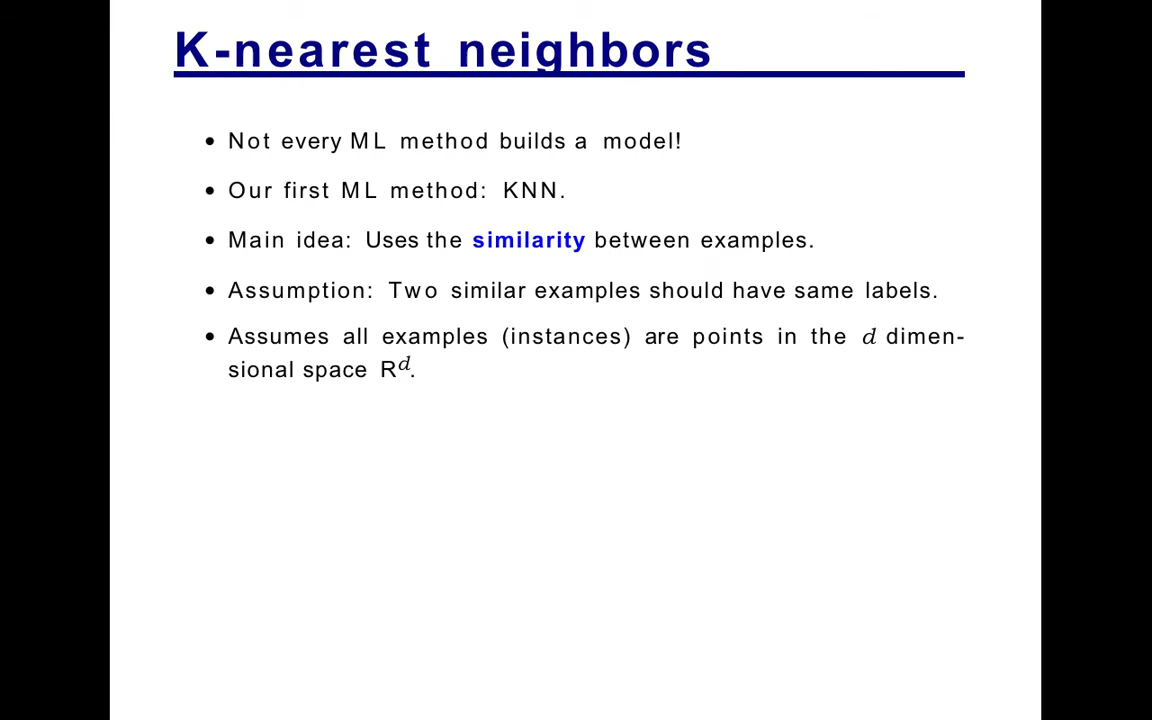 K-nearest neighbors
• Not every ML method builds a model!
• Our first ML method: KNN.
• Main idea: Uses the similarity between examples.
• Assumption: Two similar examples should have same labels.
• Assumes all examples (instances) are points in the d dimen-
sional space R^d.